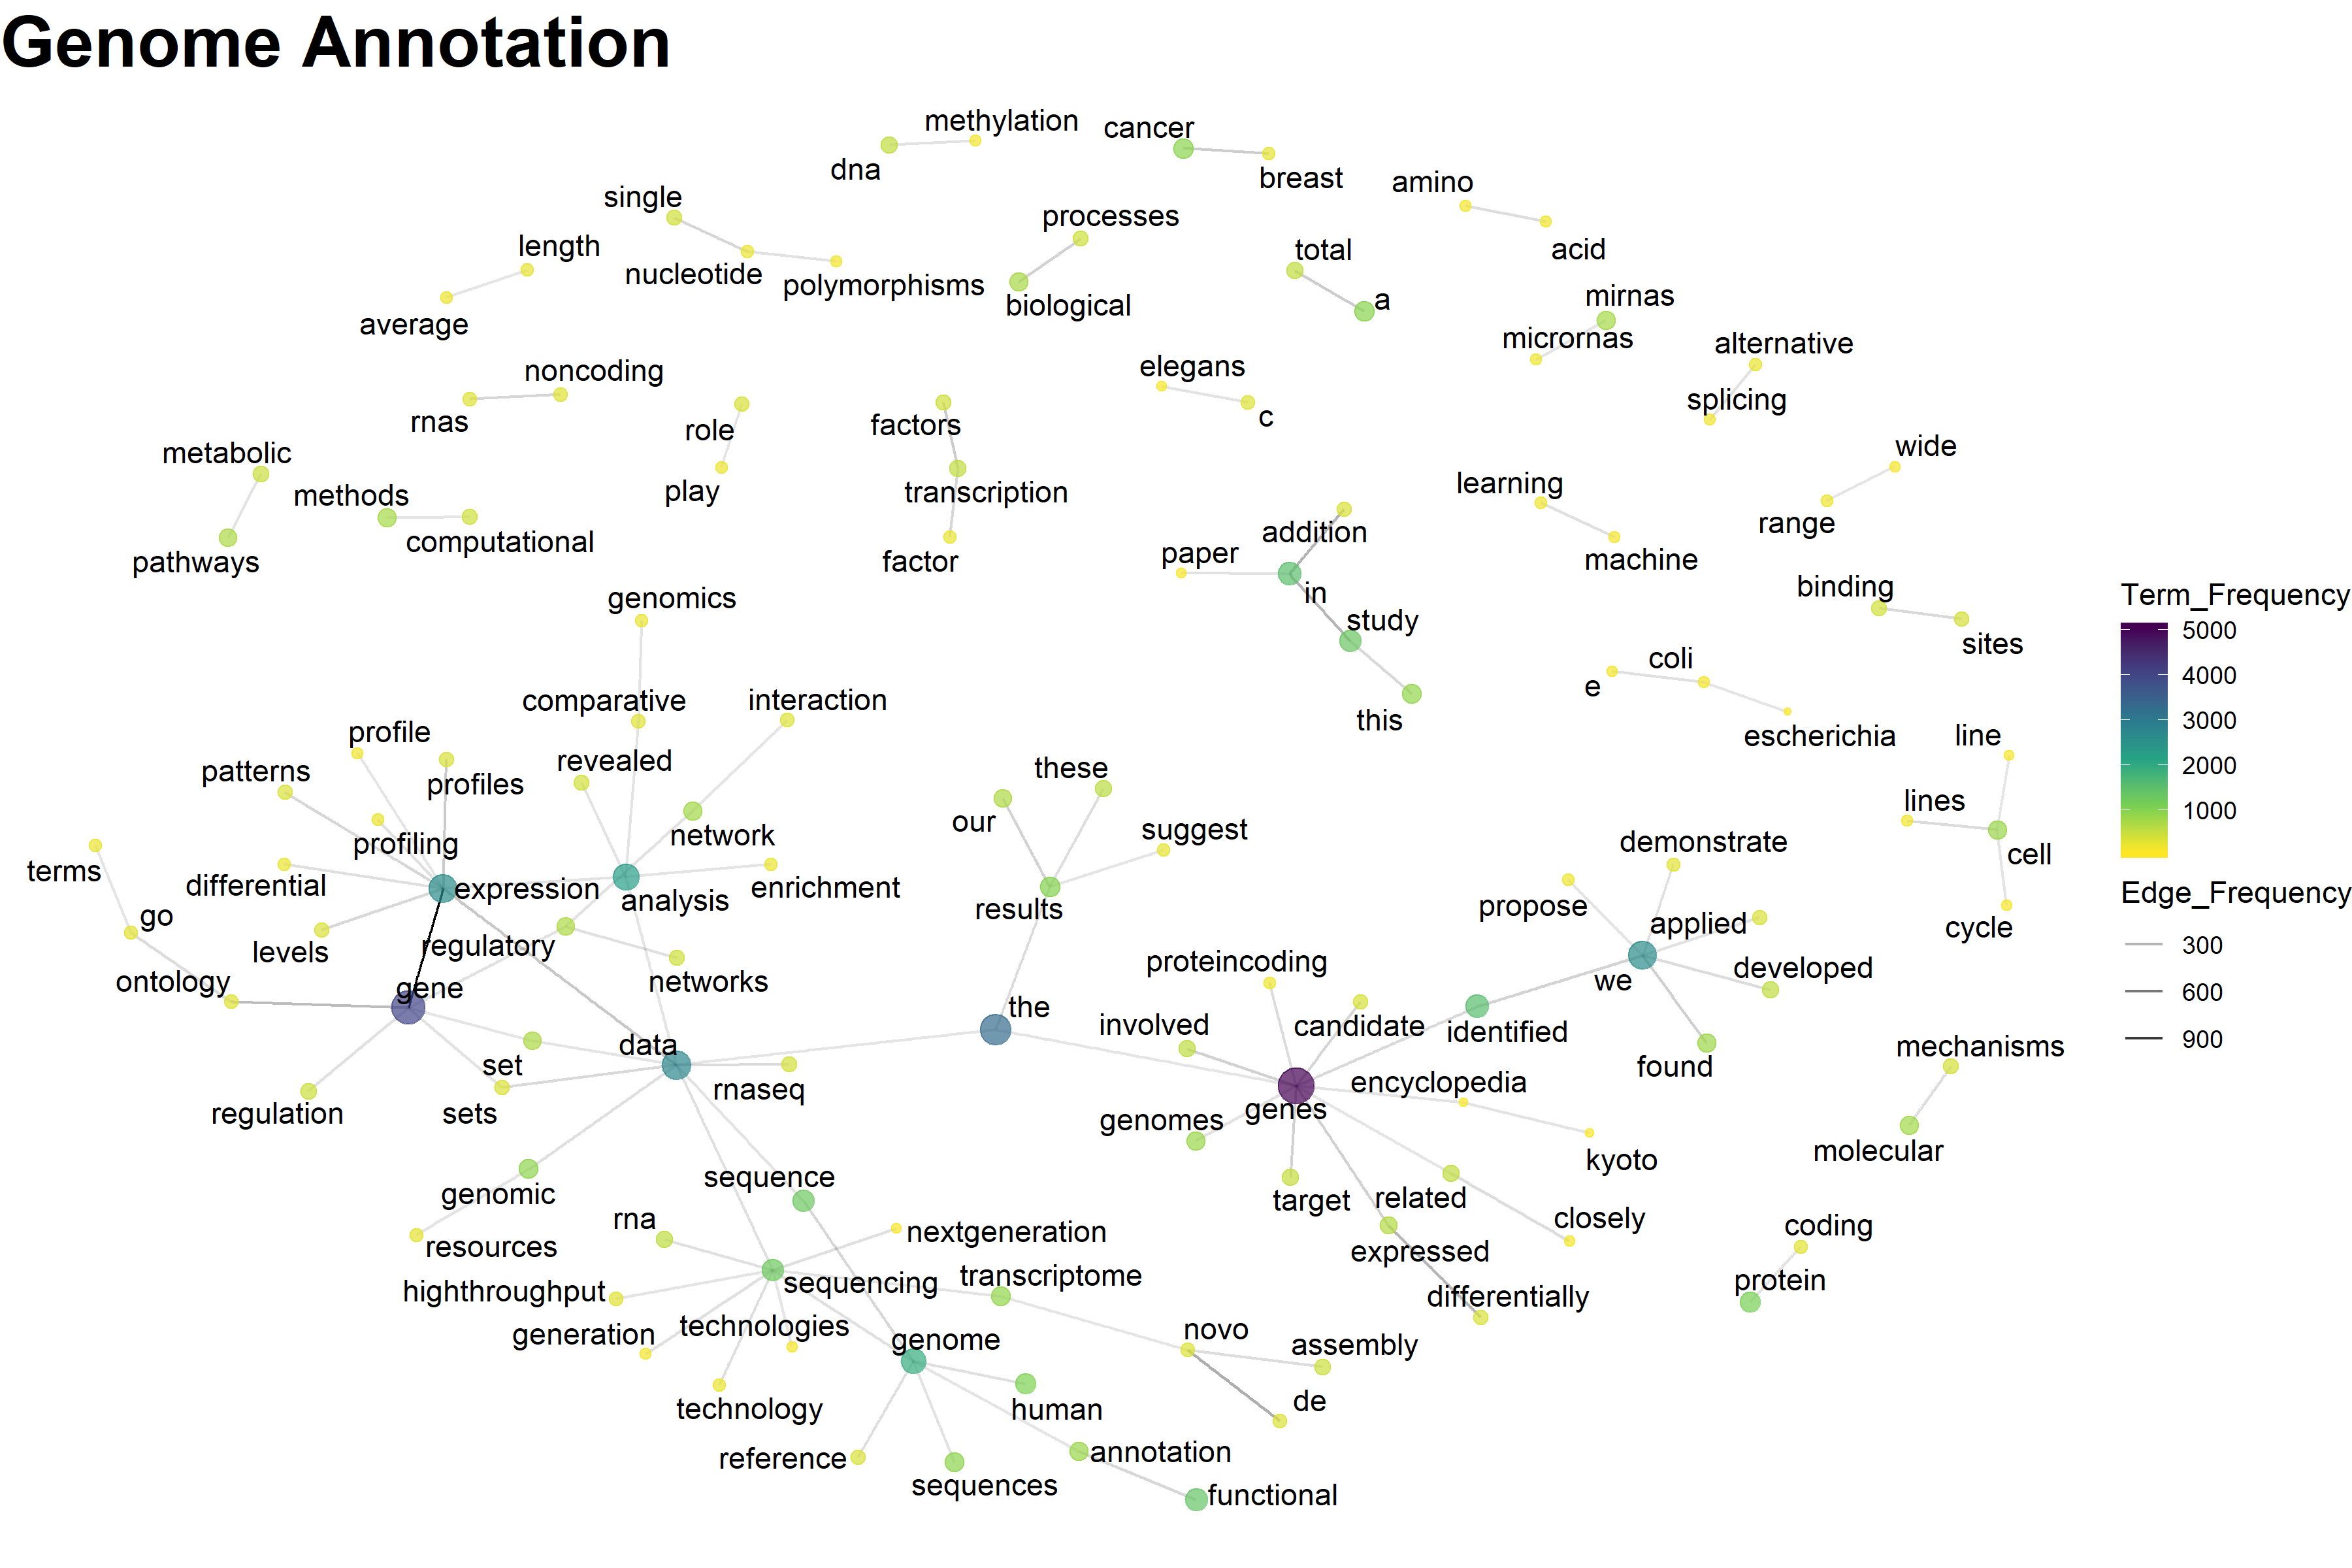 Genome Annotation
methylation
cancer
dna
breast
amino
single
processes
length
total
acid
nucleotide
polymorphisms
biological
a
mirnas
average
micrornas
alternative
noncoding
elegans
splicing
rnas
role
factors
c
metabolic
wide
methods
play
transcription
learning
range
computational
addition
pathways
factor
paper
machine
genomics
in
binding
study
sites
coli
e
comparative
interaction
this
profile
escherichia
line
patterns
revealed
these
profiles
lines
our
suggest
network
profiling
demonstrate
terms
cell
differential
expression
enrichment
analysis
results
propose
go
applied
cycle
levels
regulatory
proteincoding
developed
ontology
networks
we
gene
the
involved
candidate
identified
data
mechanisms
set
found
rnaseq
encyclopedia
regulation
sets
genomes
genes
molecular
kyoto
sequence
genomic
target
related
rna
closely
nextgeneration
coding
resources
expressed
transcriptome
protein
highthroughput
sequencing
differentially
generation
technologies
genome
novo
assembly
technology
human
de
reference
annotation
sequences
functional
Term_Frequency
5000
4000
3000
2000
1000
Edge_Frequency
300
600
900